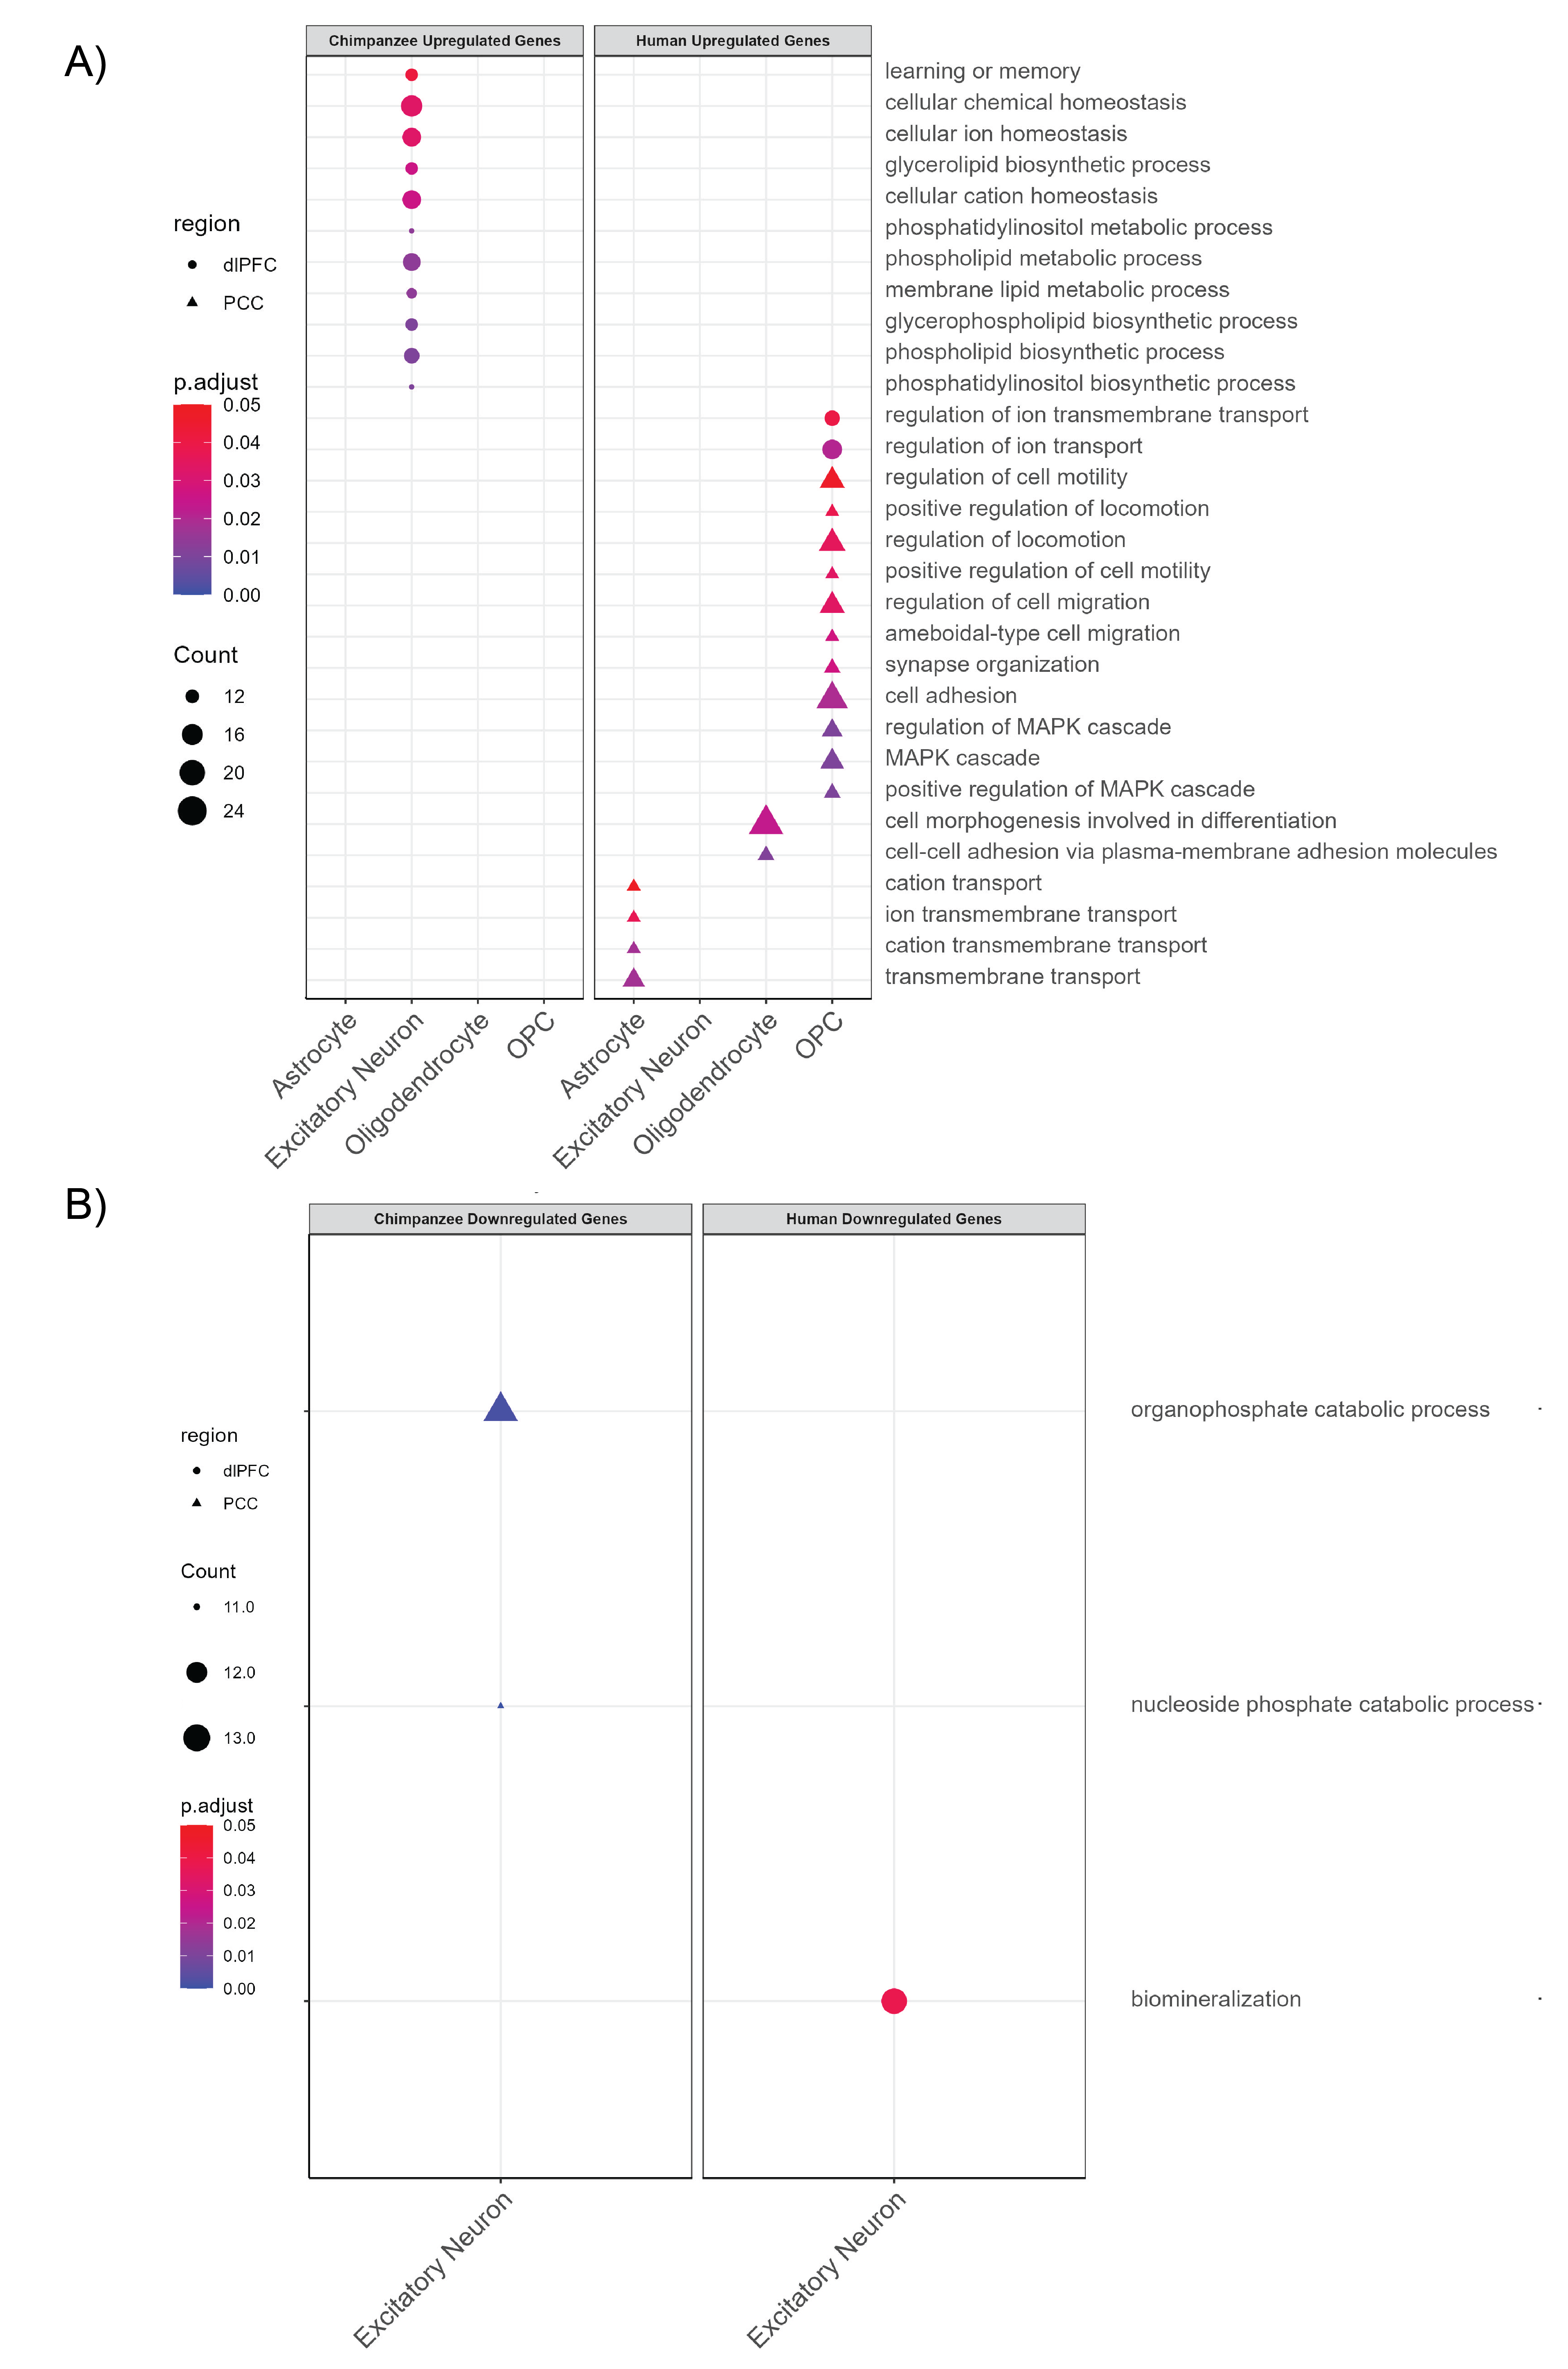 A)
Chimpanzee Upregulated Genes
Human Upregulated Genes
learning or memory
cellular chemical homeostasis
cellular ion homeostasis
glycerolipid biosynthetic process
cellular cation homeostasis
phosphatidylinositol metabolic process
phospholipid metabolic process
membrane lipid metabolic process
glycerophospholipid biosynthetic process
phospholipid biosynthetic process
phosphatidylinositol biosynthetic process
regulation of ion transmembrane transport
regulation of ion transport
regulation of cell motility
positive regulation of locomotion
regulation of locomotion
positive regulation of cell motility
regulation of cell migration
ameboidal-type cell migration
synapse organization
cell adhesion
regulation of MAPK cascade
MAPK cascade
positive regulation of MAPK cascade
cell morphogenesis involved in differentiation
cell-cell adhesion via plasma-membrane adhesion molecules
cation transport
ion transmembrane transport
cation transmembrane transport
transmembrane transport
region
dlPFC
PCC
p.adjust
0.05
0.04
0.03
0.02
0.01
0.00
Count
12
16
20
24
Astrocyte
Excitatory Neuron
Oligodendrocyte
OPC
Astrocyte
Excitatory Neuron
Oligodendrocyte
OPC
B)
Chimpanzee Downregulated Genes
Human Downregulated Genes
organophosphate catabolic process
nucleoside phosphate catabolic process
biomineralization
region
dlPFC
PCC
Count
11.0
12.0
13.0
p.adjust
0.05
0.04
0.03
0.02
0.01
0.00
Excitatory Neuron
Excitatory Neuron